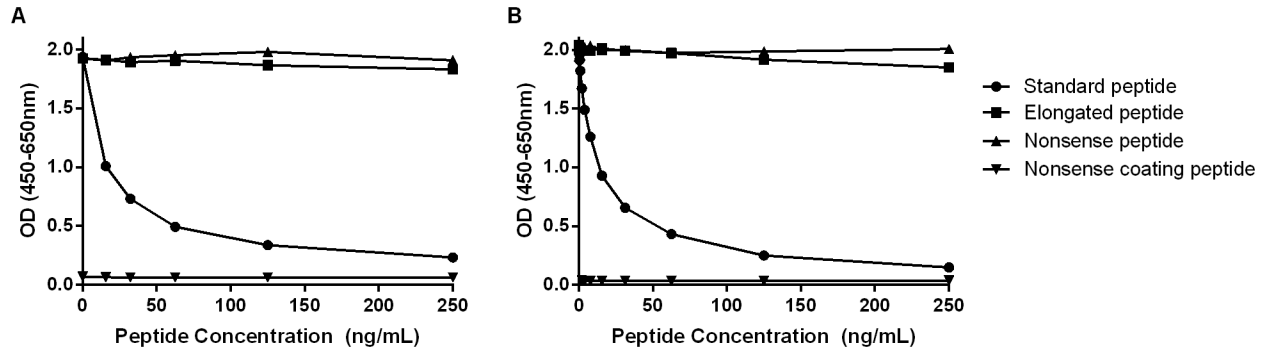 A
B
OD (450-650nm)
2.0
1.5
1.0
0.5
0.0
0
50
100
150
200
250
Peptide Concentration (ng/mL)
OD (450-650nm)
2.0
1.5
1.0
0.5
0.0
0
50
100
150
200
250
Peptide Concentration (ng/mL)
Standard peptide
Elongated peptide
Nonsense peptide
Nonsense coating peptide